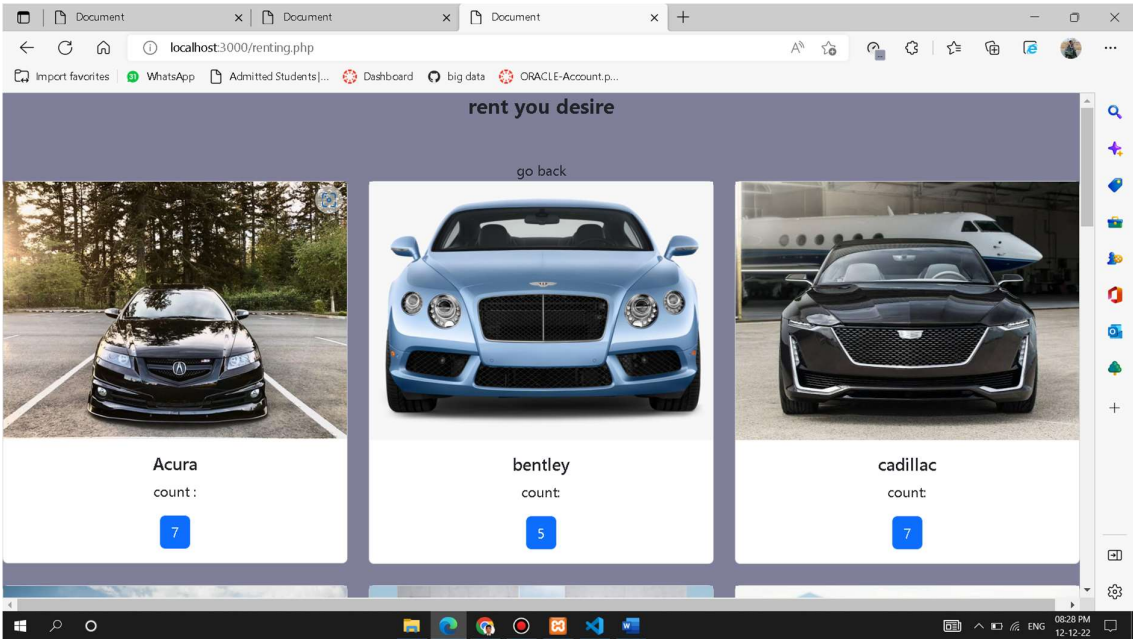 Document
Document
Document
localhost:3000/renting.php
Import favorites
WhatsApp
Admitted Students|...
Dashboard
big data
ORACLE-Account.p...
rent you desire
go back
Acura
bentley
cadillac
count :
count:
count:
7
5
7
ENG
08:28 PM
12-12-22